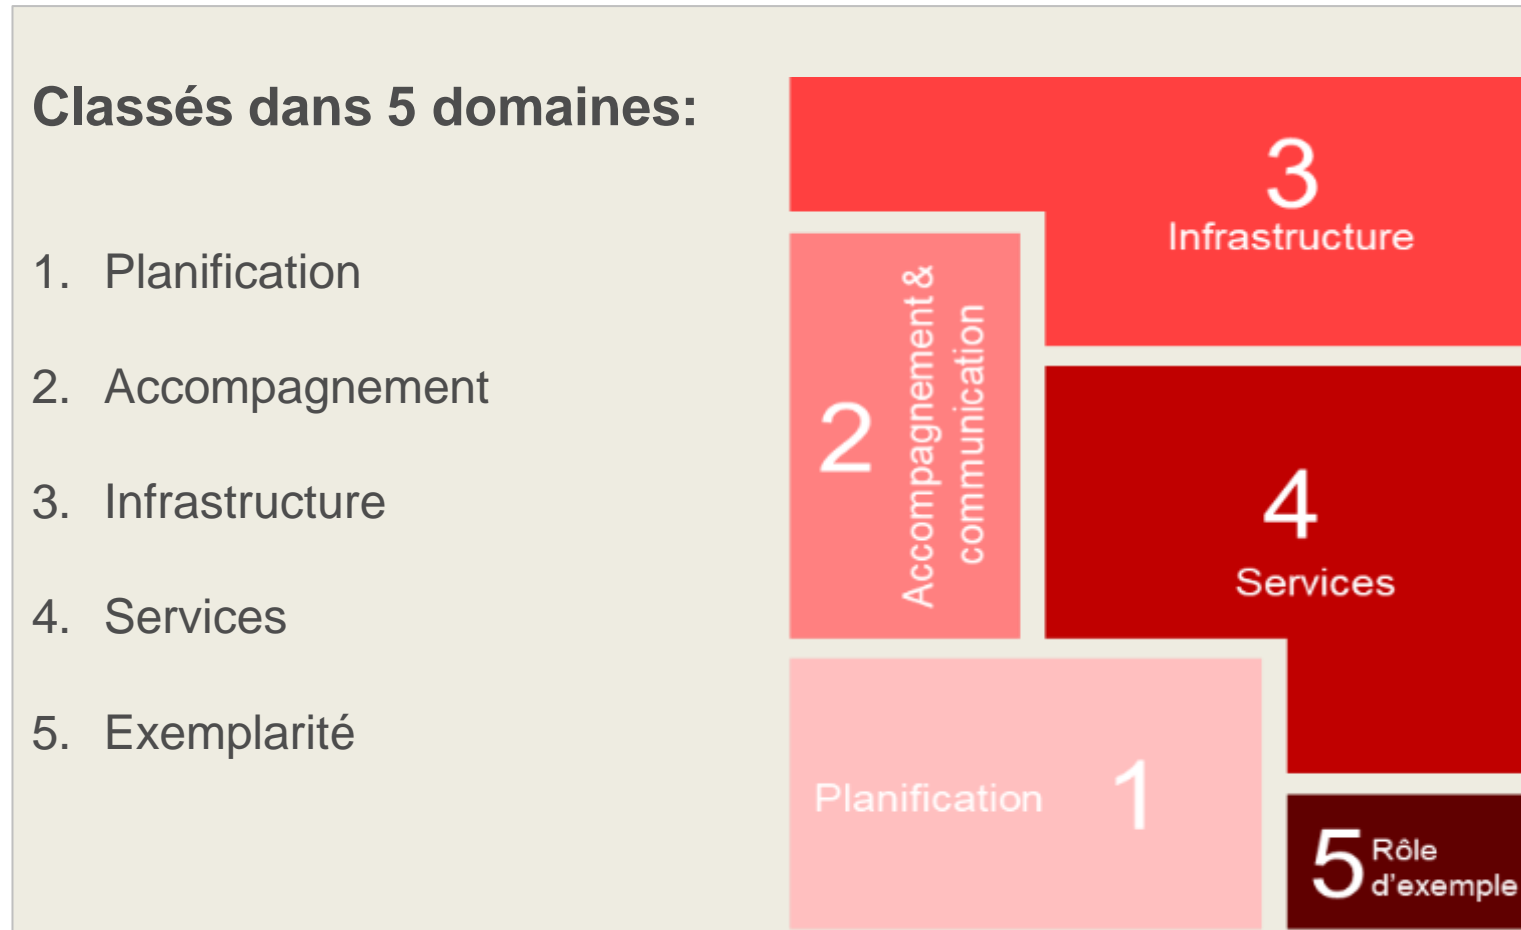 Classés dans 5 domaines:
1. Planification
2. Accompagnement
3. Infrastructure
4. Services
5. Exemplarité
3
Infrastructure
2
Accompagnement &
communication
4
Services
Planification 1
5 Rôle
d'exemple